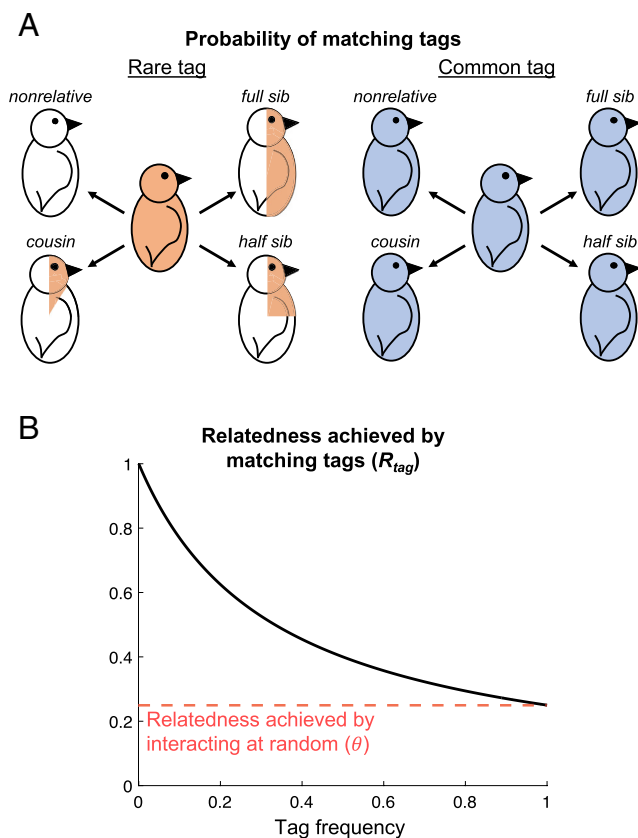 A
Probability of matching tags
Rare tag
Common tag
nonrelative
full sib
nonrelative
full sib
cousin
half sib
cousin
half sib
B
Relatedness achieved by
matching tags (R_tag)
1
0.8
0.6
0.4
0.2
0
Relatedness achieved by
interacting at random (θ)
0
0.2
0.4
0.6
0.8
1
Tag frequency